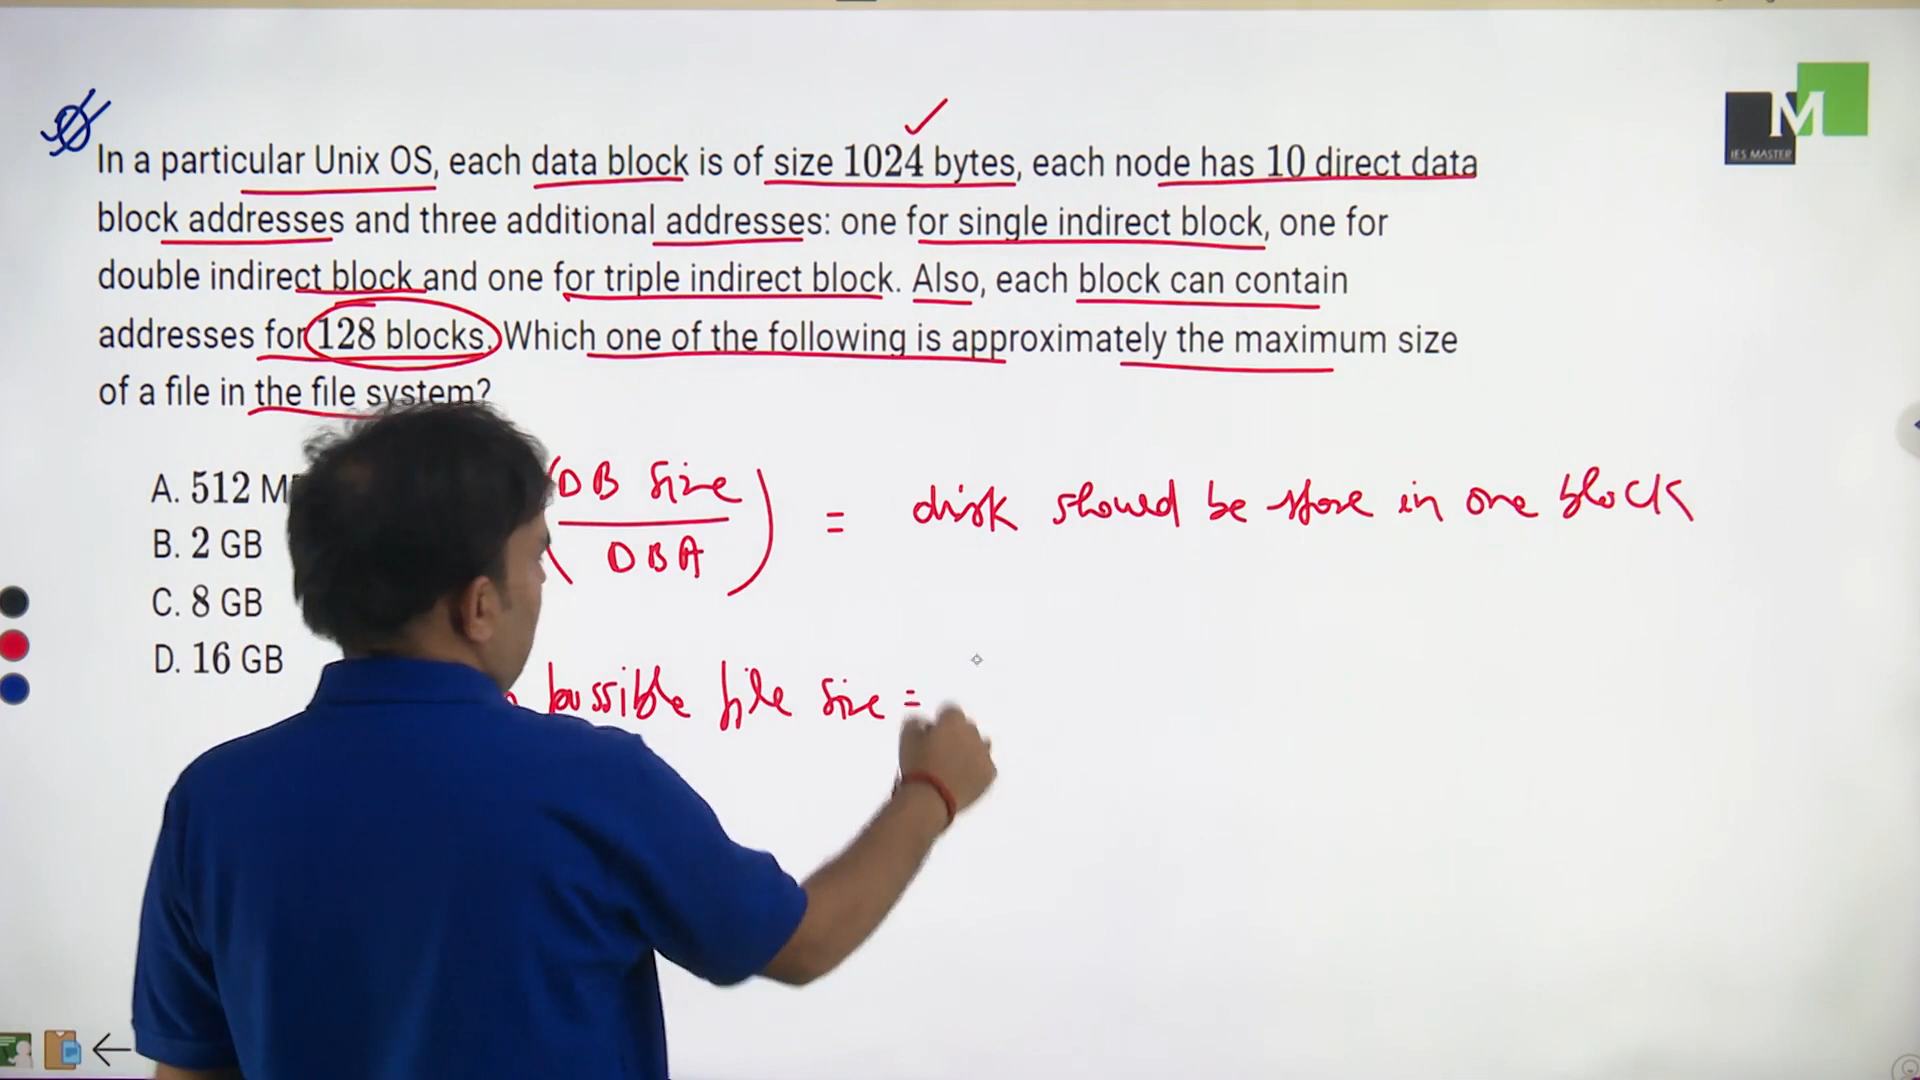 In a particular Unix OS, each data block is of size 1024 bytes, each node has 10 direct data
block addresses and three additional addresses: one for single indirect block, one for
double indirect block and one for triple indirect block. Also, each block can contain
addresses for 128 blocks. Which one of the following is approximately the maximum size
of a file in the file system?
A. 512 M
B. 2 GB
C. 8 GB
D. 16 GB
DB Size
DBA
= disk should be store in one block
possible file size =
M
IES MASTER